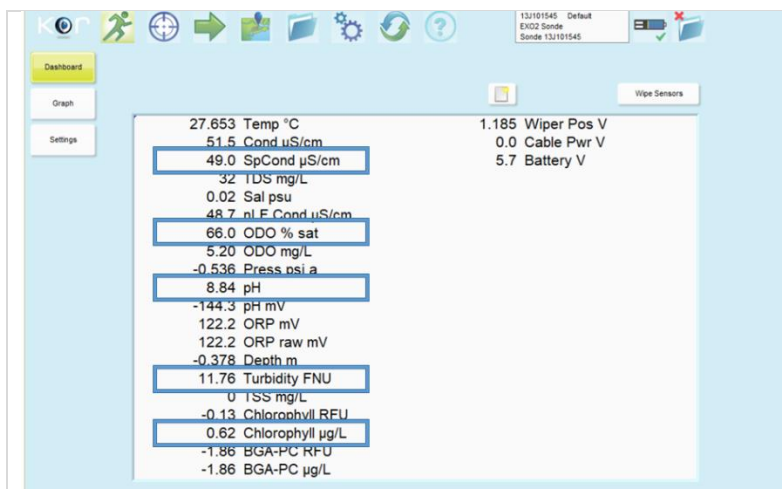 KOr
13J101545 Default
EXO2 Sonde
Sonde 13J101545
Dashboard
Graph
Settings
Wipe Sensors
27.653 Temp °C
51.5 Cond uS/cm
49.0 SpCond µS/cm
32 TDS mg/L
0.02 Sal psu
48.7 nLF Cond µS/cm
66.0 ODO % sat
5.20 ODO mg/L
-0.536 Press psi a
8.84 pH
-144.3 pH mV
122.2 ORP mV
122.2 ORP raw mV
-0.378 Depth m
11.76 Turbidity FNU
0 TSS mg/L
-0.13 Chlorophyll RFU
0.62 Chlorophyll µg/L
-1.86 BGA-PC RFU
-1.86 BGA-PC µg/L
1.185 Wiper Pos V
0.0 Cable Pwr V
5.7 Battery V